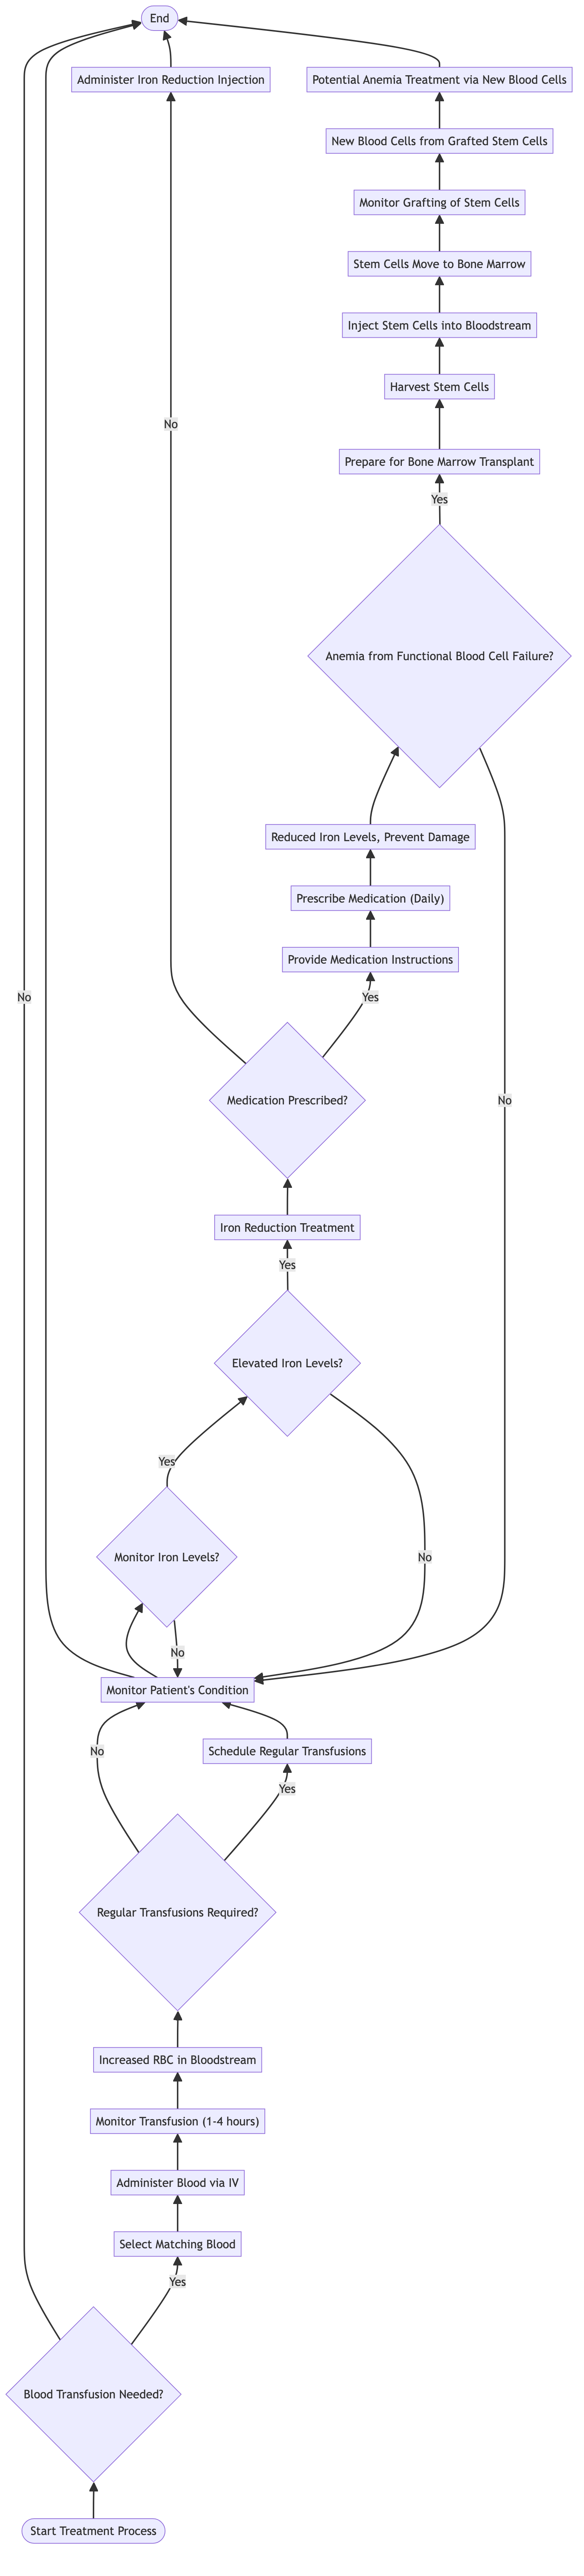 End
Administer Iron Reduction Injection
Potential Anemia Treatment via New Blood Cells
New Blood Cells from Grafted Stem Cells
Monitor Grafting of Stem Cells
Stem Cells Move to Bone Marrow
Inject Stem Cells into Bloodstream
Harvest Stem Cells
No
Prepare for Bone Marrow Transplant
Yes
Anemia from Functional Blood Cell Failure?
Reduced Iron Levels, Prevent Damage
Prescribe Medication (Daily)
Provide Medication Instructions
No
Yes
Medication Prescribed?
No
Iron Reduction Treatment
Yes
Elevated Iron Levels?
Yes
Monitor Iron Levels?
No
No
Monitor Patient's Condition
No
Schedule Regular Transfusions
Yes
Regular Transfusions Required?
Increased RBC in Bloodstream
Monitor Transfusion (1-4 hours)
Administer Blood via IV
Select Matching Blood
Yes
Blood Transfusion Needed?
Start Treatment Process